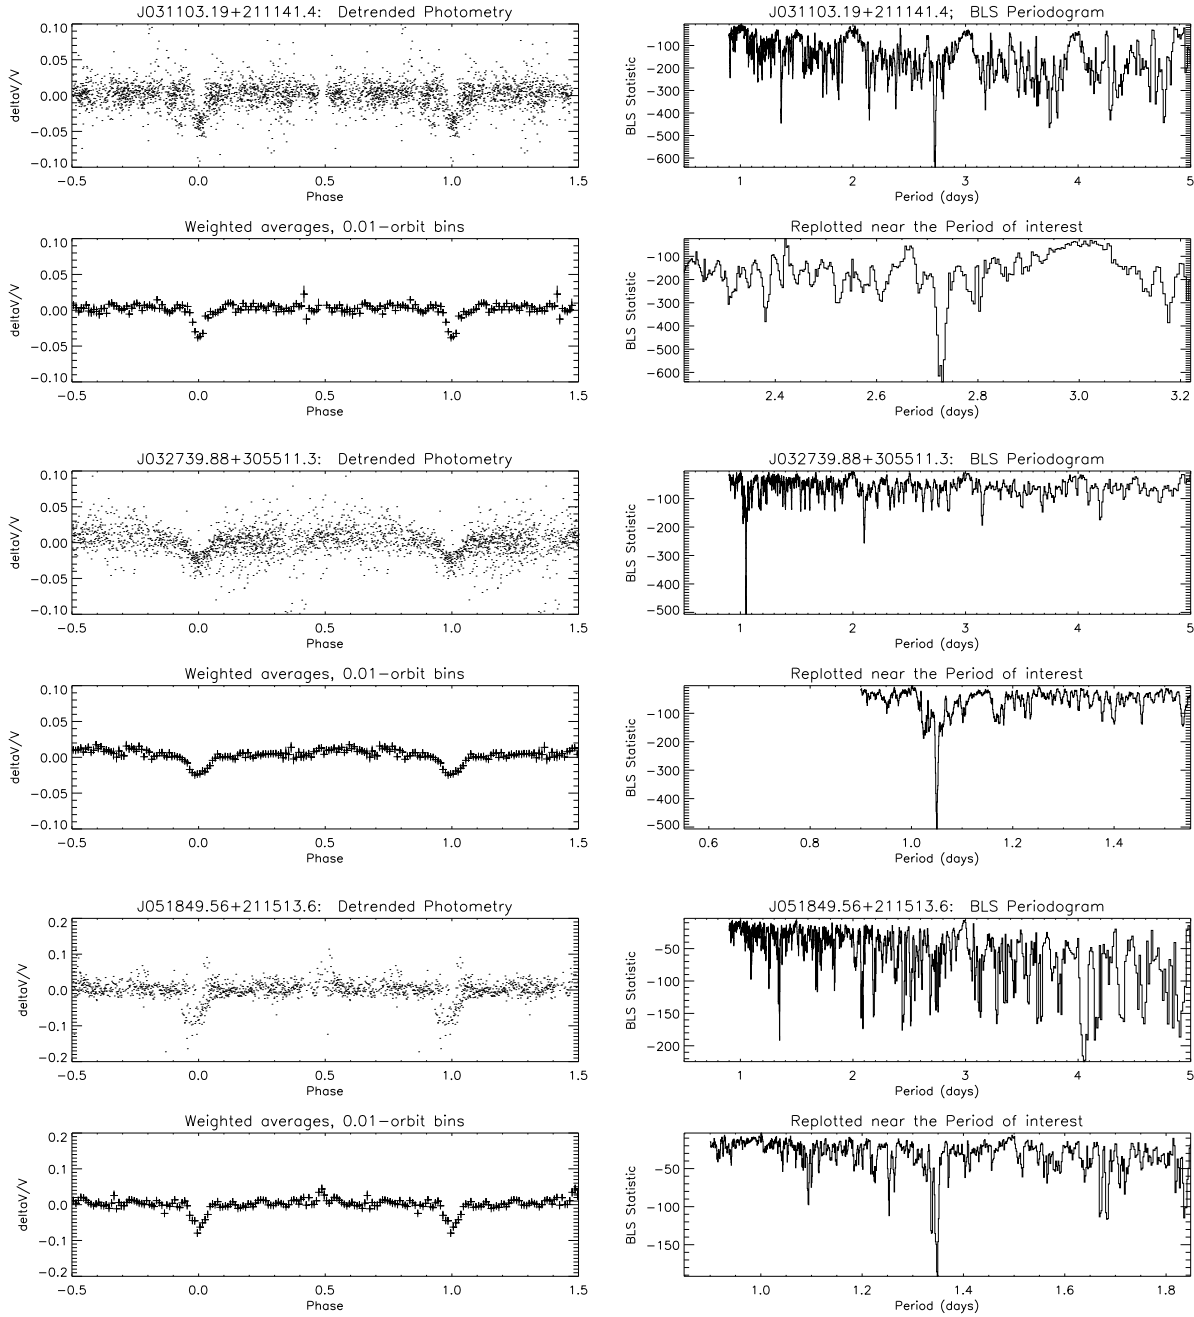 J031103.19+211141.4: Detrended Photometry
0.10
0.05
0.00
−0.05
−0.10
deltaV/V
−0.5 0.0 0.5 1.0 1.5
Phase
J031103.19+211141.4; BLS Periodogram
−100
−200
−300
−400
−500
−600
BLS Statistic
1 2 3 4 5
Period (days)
Weighted averages, 0.01−orbit bins
0.10
0.05
0.00
−0.05
−0.10
deltaV/V
−0.5 0.0 0.5 1.0 1.5
Phase
Replotted near the Period of interest
−100
−200
−300
−400
−500
−600
BLS Statistic
2.4 2.6 2.8 3.0 3.2
Period (days)
J032739.88+305511.3: Detrended Photometry
0.10
0.05
0.00
−0.05
−0.10
deltaV/V
−0.5 0.0 0.5 1.0 1.5
Phase
J032739.88+305511.3: BLS Periodogram
−100
−200
−300
−400
−500
BLS Statistic
1 2 3 4 5
Period (days)
Weighted averages, 0.01−orbit bins
0.10
0.05
0.00
−0.05
−0.10
deltaV/V
−0.5 0.0 0.5 1.0 1.5
Phase
Replotted near the Period of interest
−100
−200
−300
−400
−500
BLS Statistic
0.6 0.8 1.0 1.2 1.4
Period (days)
J051849.56+211513.6: Detrended Photometry
0.2
0.1
0.0
−0.1
−0.2
deltaV/V
−0.5 0.0 0.5 1.0 1.5
Phase
J051849.56+211513.6: BLS Periodogram
−50
−100
−150
−200
BLS Statistic
1 2 3 4 5
Period (days)
Weighted averages, 0.01−orbit bins
0.2
0.1
0.0
−0.1
−0.2
deltaV/V
−0.5 0.0 0.5 1.0 1.5
Phase
Replotted near the Period of interest
−50
−100
−150
BLS Statistic
1.0 1.2 1.4 1.6 1.8
Period (days)